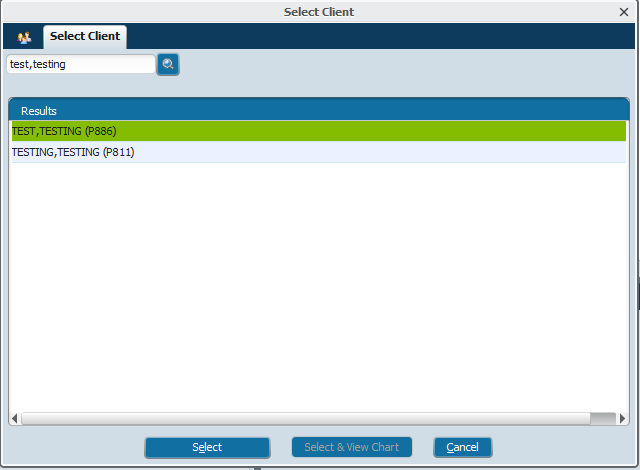 Select Client
Select Client
test,testing
Results
TEST,TESTING (P886)
TESTING,TESTING (P811)
Select Select & View Chart Cancel